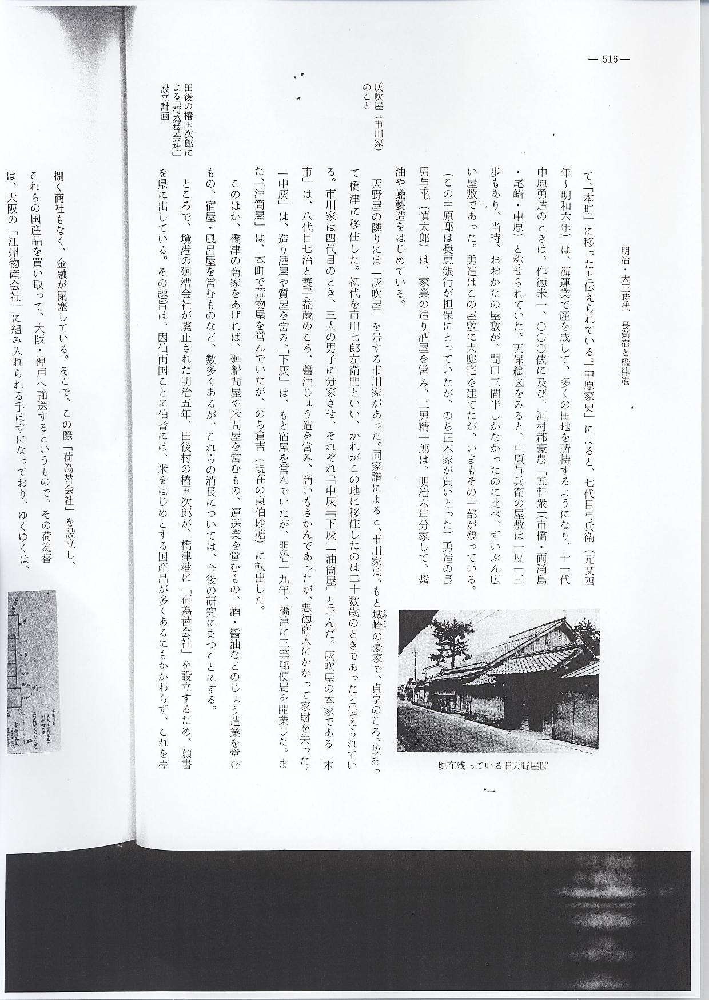 ― 516 ―
明治・大正時代　長瀬宿と橋津港
て、「本町」に移ったと伝えられている。「中原家史」によると、七代目与兵衛（元文四
年〜明和六年）は、海運業で産を成して、多くの田地を所持するようになり、十一代
中原勇造のときは、作徳米一、〇〇〇俵に及び、河村郡豪農「五軒衆」（市橋・両涌島
・尾崎・中原）と称せられていた。天保絵図をみると、中原与兵衛の屋敷は一反一三
歩もあり、当時、おおかたの屋敷が、間口三間半しかなかったのに比べ、ずいぶん広
い屋敷であった。勇造はこの屋敷に大邸宅を建てたが、いまもその一部が残っている。
（この中原邸は奨恵銀行が担保にとっていたが、のち正木家が買いとった）勇造の長
男与平（慎太郎）は、家業の造り酒屋を営み、二男精一郎は、明治六年分家して、醬
油や蠟製造をはじめている。
現在残っている旧天野屋邸
灰吹屋（市川家）
のこと
天野屋の隣りには「灰吹屋」を号する市川家があった。同家譜によると、市川家は、もと城崎の豪家で、貞享のころ、故あっ
きの さき
て橋津に移住した。初代を市川七郎左衛門といい、かれがこの地に移住したのは二十数歳のときであったと伝えられてい
る。市川家は四代目のとき、三人の男子に分家させ、それぞれ、「中灰」「下灰」「油筒屋」と呼んだ。灰吹屋の本家である「本
市」は、八代目七治と養子益蔵のころ、醬油じょう造を営み、商いもさかんであったが、悪徳商人にかかって家財を失った。
「中灰」は、造り酒屋や質屋を営み、「下灰」は、もと宿屋を営んでいたが、明治十九年、橋津に三等郵便局を開業した。ま
た、「油筒屋」は、本町で荒物屋を営んでいたが、のち倉吉（現在の東伯砂糖）に転出した。
このほか、橋津の商家をあげれば、廻船問屋や米問屋を営むもの、運送業を営むもの、酒・醬油などのじょう造業を営む
もの、宿屋・風呂屋を営むものなど、数多くあるが、これらの消長については、今後の研究にまつことにする。
田後の椿国次郎に
よる「荷為替会社」
設立計画
ところで、境港の廻漕会社が廃止された明治五年、田後村の椿国次郎が、橋津港に「荷為替会社」を設立するため、願書
を県に出している。その趣旨は、因伯両国ことに伯耆には、米をはじめとする国産品が多くあるにもかかわらず、これを売
捌く商社もなく、金融が閉塞している。そこで、この際「荷為替会社」を設立し、
これらの国産品を買い取って、大阪・神戸へ輸送するというもので、その荷為替
は、大阪の「江州物産会社」に組み入れられる手はずになっており、ゆくゆくは、